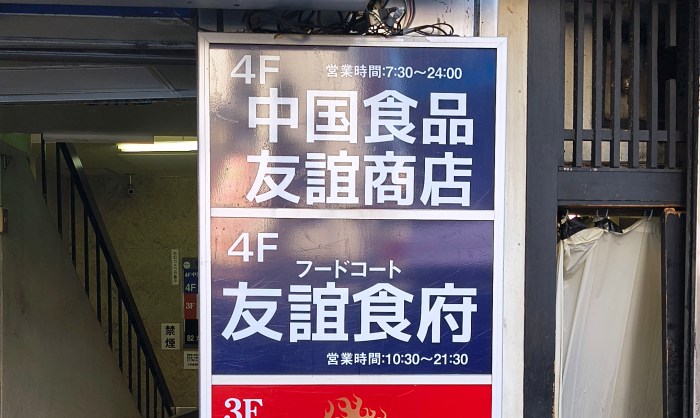 4F
営業時間:7:30～24:00
中国食品
友誼商店
4F
フードコート
友誼食府
営業時間:10:30～21:30
3F
4F
3F
禁煙